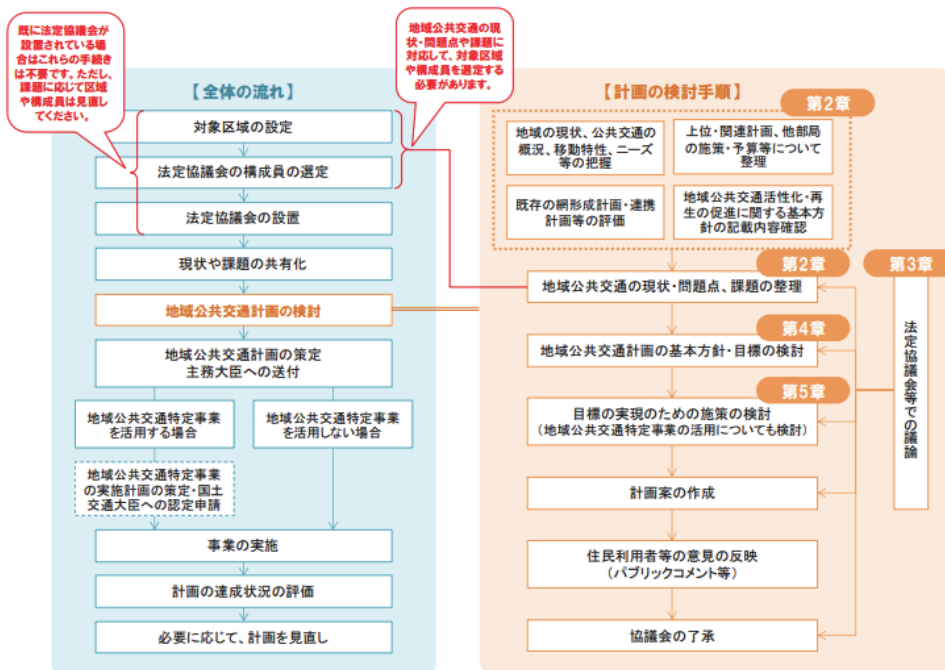 既に法定協議会が
設置されている場
合はこれらの手続き
は不要です。ただし、
課題に応じて区域
や構成員は見直し
てください。
地域公共交通の現
状・問題点や課題に
対応して、対象区域
や構成員を選定する
必要があります。
【全体の流れ】
対象区域の設定
法定協議会の構成員の選定
法定協議会の設置
現状や課題の共有化
地域公共交通計画の検討
地域公共交通計画の策定
主務大臣への送付
地域公共交通特定事業
を活用する場合
地域公共交通特定事業
を活用しない場合
地域公共交通特定事業
の実施計画の策定・国土
交通大臣への認定申請
事業の実施
計画の達成状況の評価
必要に応じて、計画を見直し
【計画の検討手順】
第2章
地域の現状、公共交通の
概況、移動特性、ニーズ
等の把握
上位・関連計画、他部局
の施策・予算等について
整理
既存の網形成計画・連携
計画等の評価
地域公共交通活性化・再
生の促進に関する基本方
針の記載内容確認
第2章
地域公共交通の現状・問題点、課題の整理
第4章
地域公共交通計画の基本方針・目標の検討
第5章
目標の実現のための施策の検討
（地域公共交通特定事業の活用についても検討）
計画案の作成
住民利用者等の意見の反映
（パブリックコメント等）
協議会の了承
第3章
法定協議会等での議論